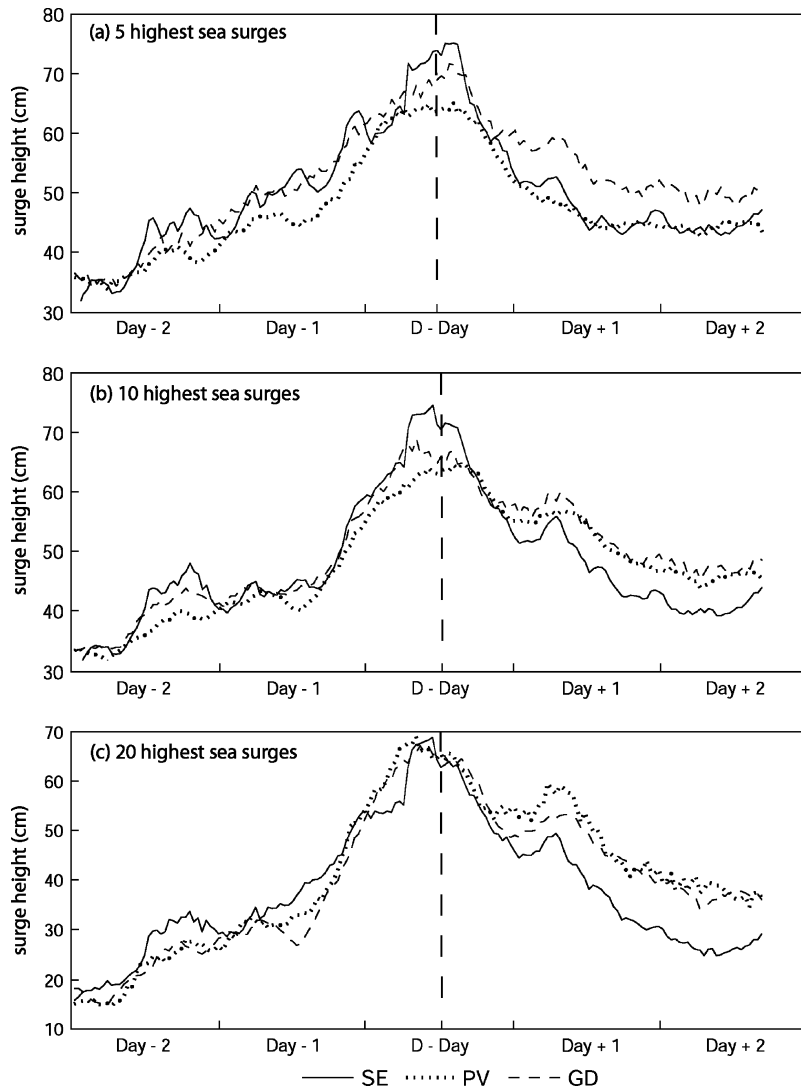 (a) 5 highest sea surges
surge height (cm)
80
70
60
50
40
30
Day - 2 Day - 1 D - Day Day + 1 Day + 2
(b) 10 highest sea surges
surge height (cm)
80
70
60
50
40
30
Day - 2 Day - 1 D - Day Day + 1 Day + 2
(c) 20 highest sea surges
surge height (cm)
70
60
50
40
30
20
10
Day - 2 Day - 1 D - Day Day + 1 Day + 2
SE PV GD